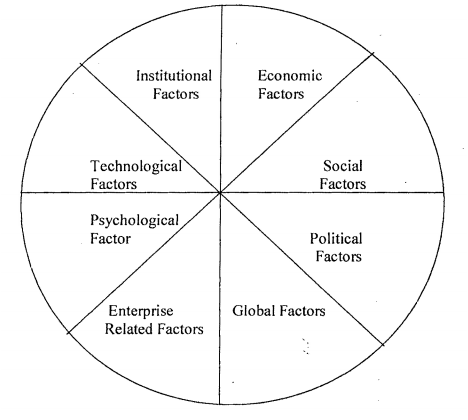 Institutional
Factors
Economic
Factors
Technological
Factors
Social
Factors
Psychological
Factor
Political
Factors
Enterprise
Related Factors
Global Factors